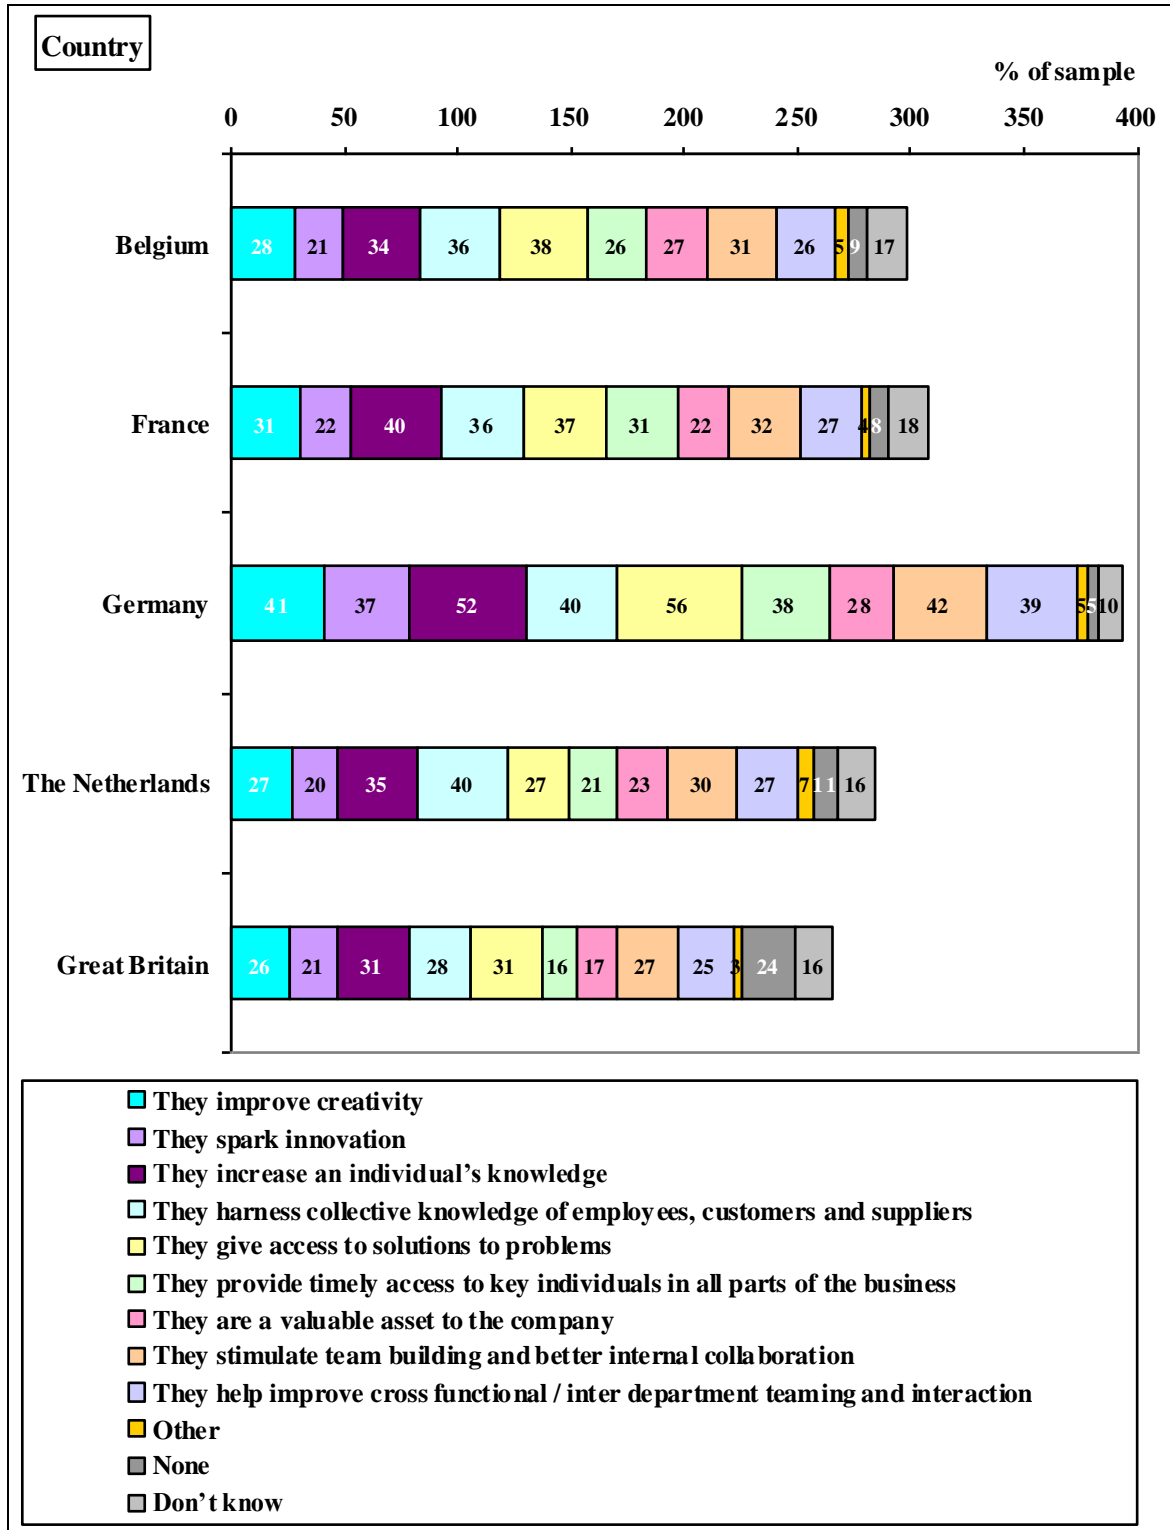 Country
% of sample
0 50 100 150 200 250 300 350 400
Belgium 28 21 34 36 38 26 27 31 26 5 9 17
France 31 22 40 36 37 31 22 32 27 4 8 18
Germany 41 37 52 40 56 38 28 42 39 5 5 10
The Netherlands 27 20 35 40 27 21 23 30 27 7 11 16
Great Britain 26 21 31 28 31 16 17 27 25 3 24 16
They improve creativity
They spark innovation
They increase an individual's knowledge
They harness collective knowledge of employees, customers and suppliers
They give access to solutions to problems
They provide timely access to key individuals in all parts of the business
They are a valuable asset to the company
They stimulate team building and better internal collaboration
They help improve cross functional / inter department teaming and interaction
Other
None
Don't know